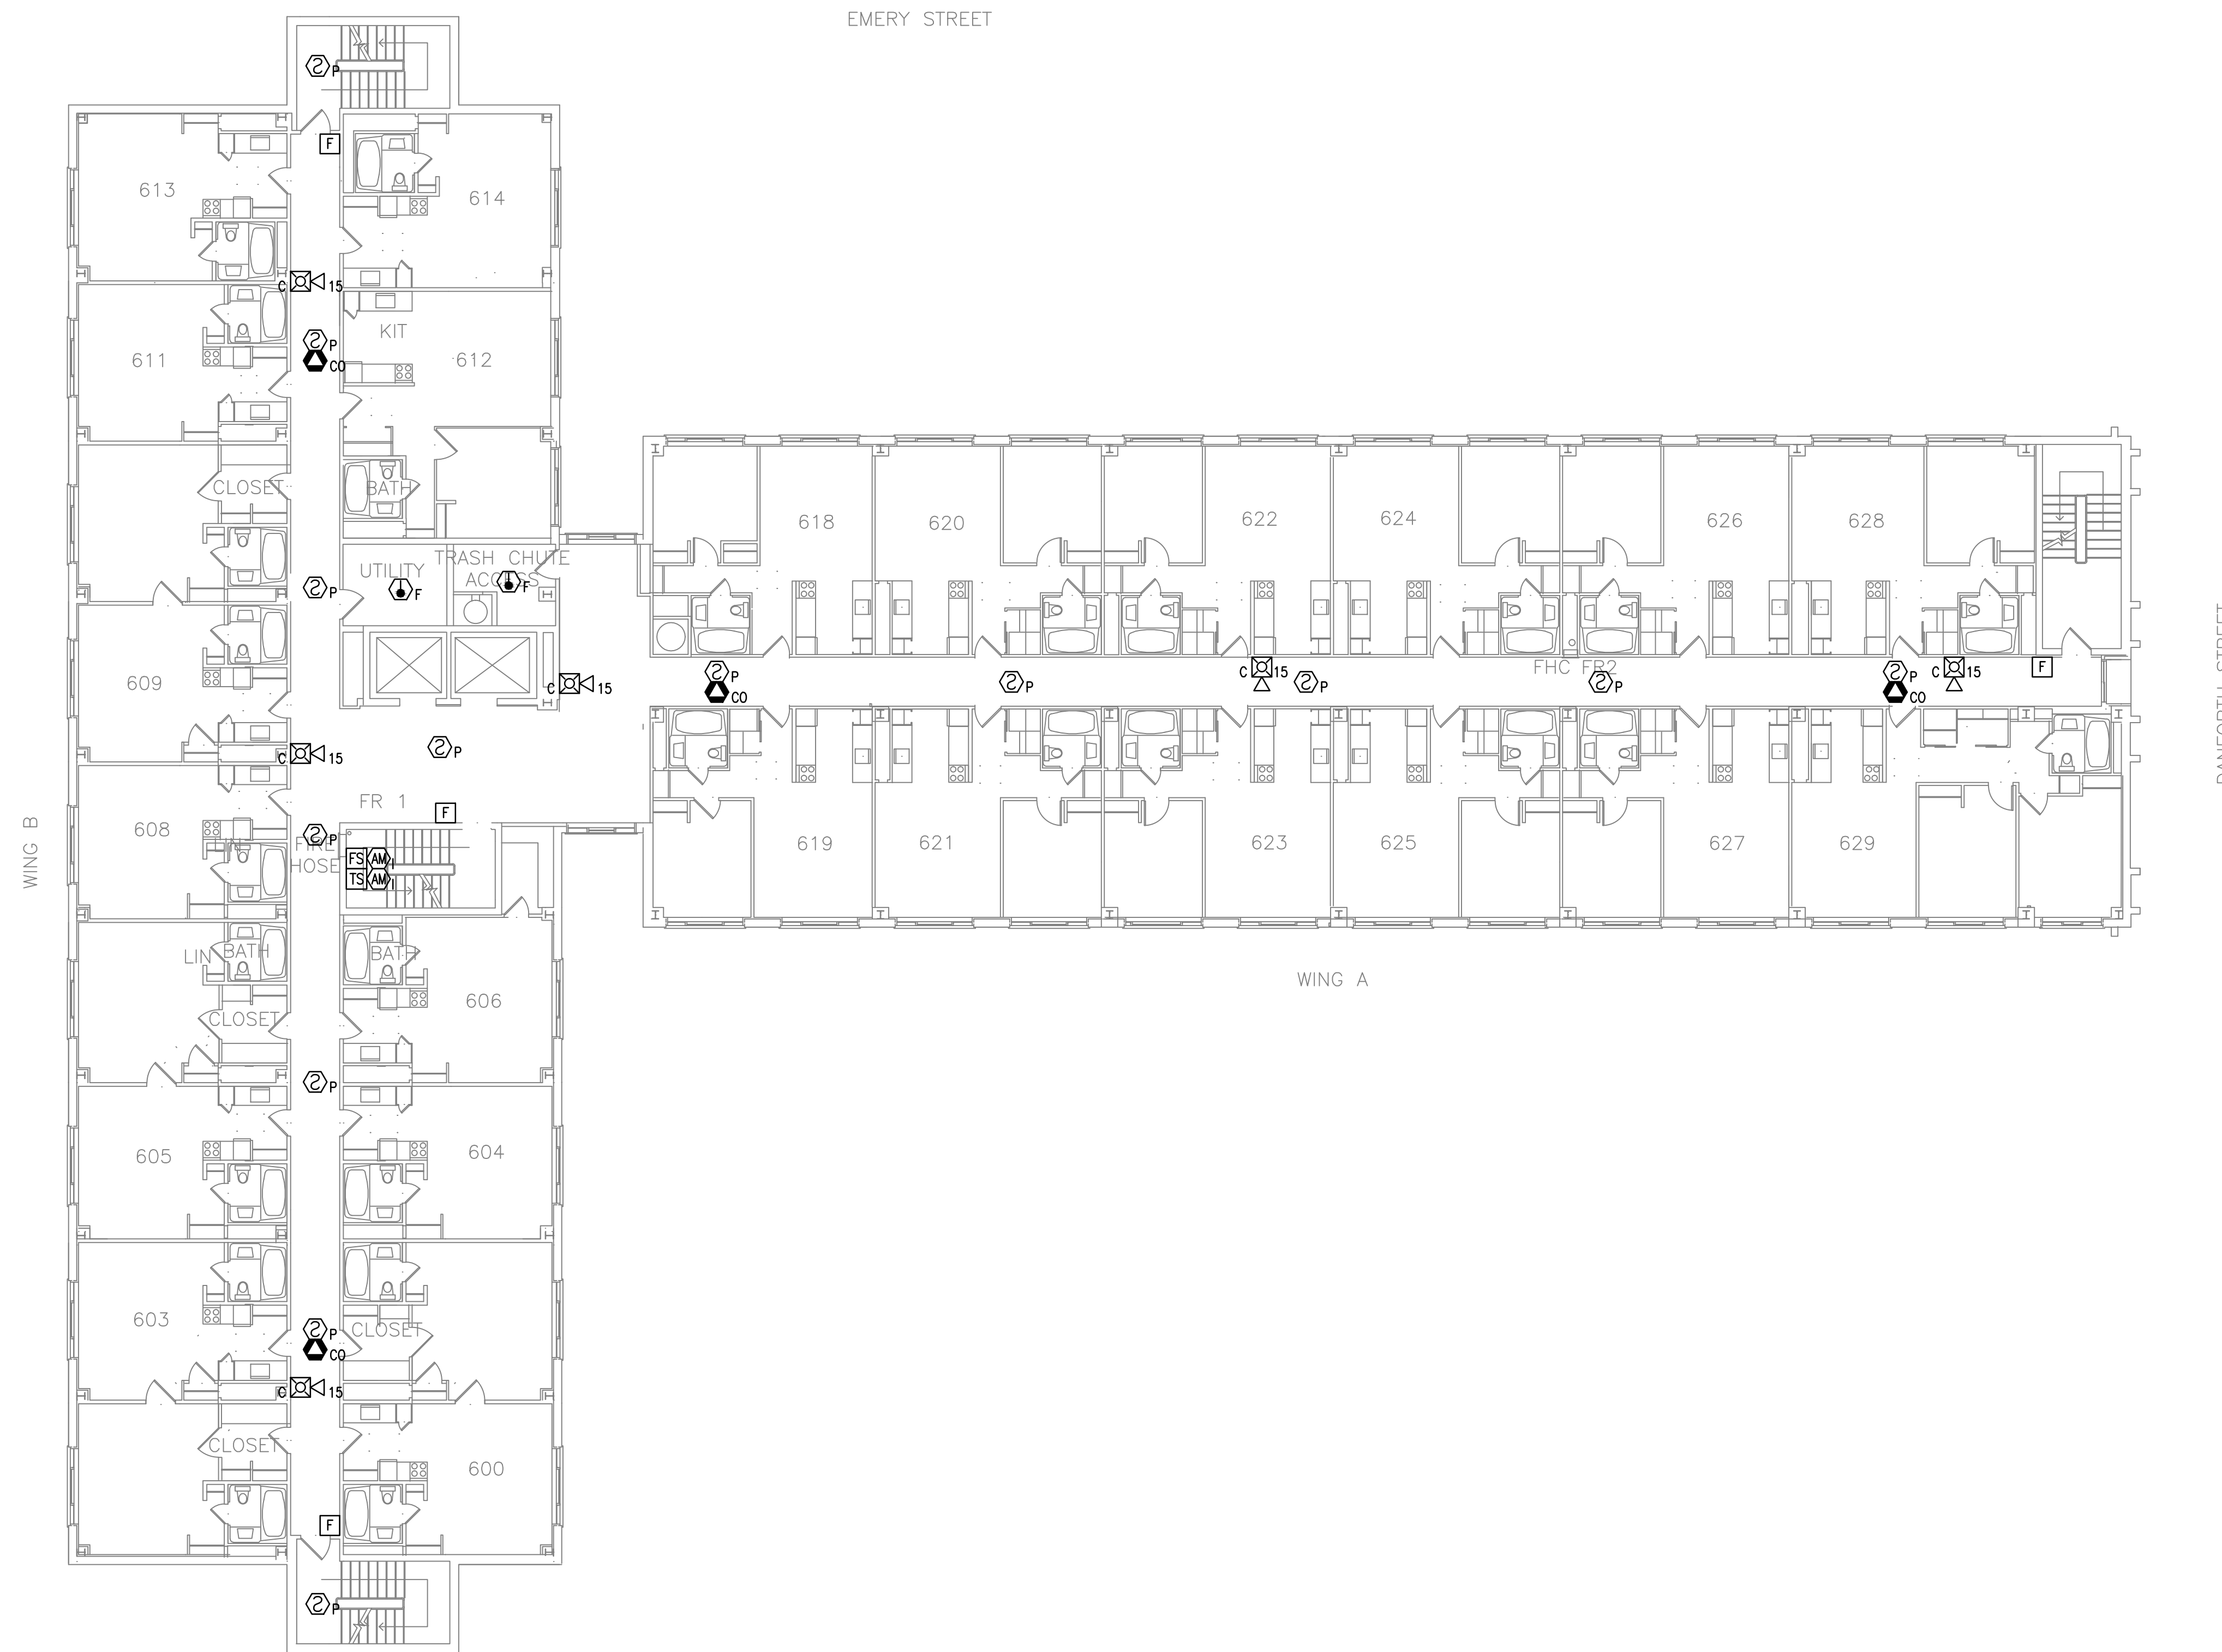 EMERY STREET
P
F
613
614
C 15
KIT
P
611
612
CO
CLOSET
BATH
618
620
622
624
626
628
UTILITY
TRASH CHUTE
ACCESS
P
F
F
609
C 15
P
CO
P
C 15
P
FHC FR2
P
P
CO
C 15
F
DANFORTH STREET
C 15
P
FR 1
F
WING B
608
LIN
P
FIRE
HOSE
FS AM I
TS AM I
619
621
623
625
627
629
LIN BATH
BATH
WING A
606
CLOSET
P
605
604
603
P
CLOSET
CO
C 15
CLOSET
600
F
P